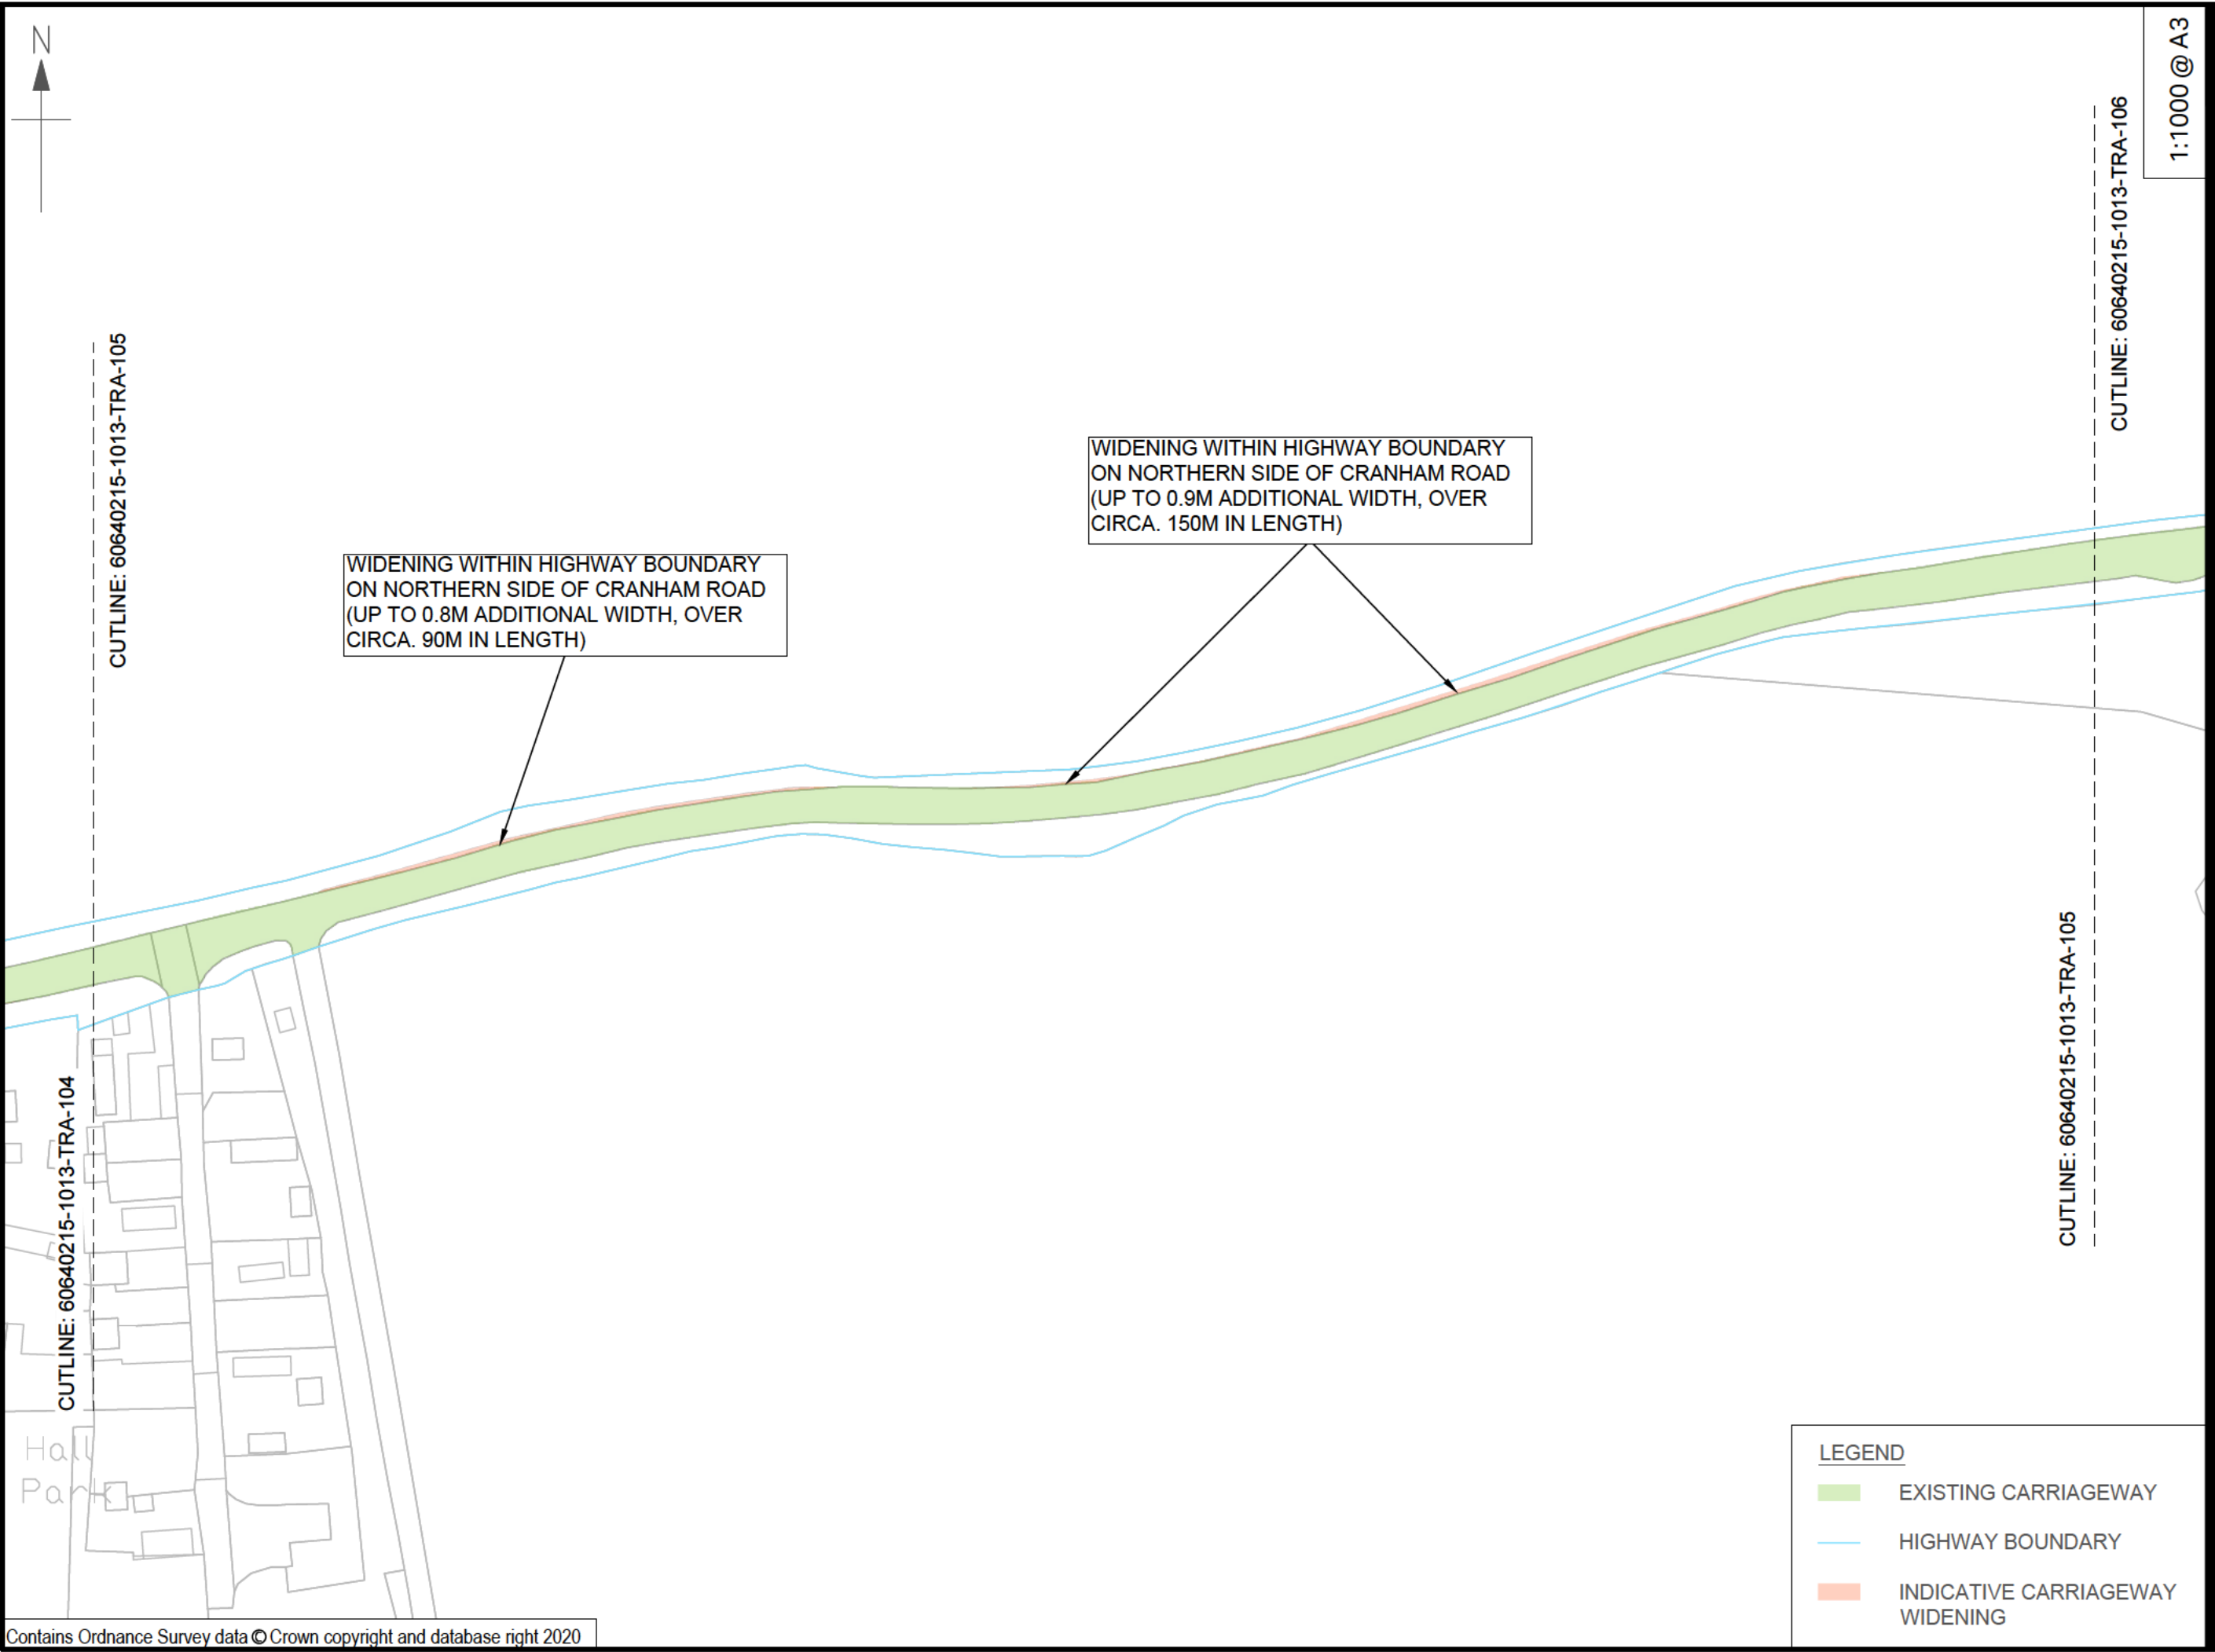 N
1:1000 @ A3
CUTLINE: 60640215-1013-TRA-106
CUTLINE: 60640215-1013-TRA-105
WIDENING WITHIN HIGHWAY BOUNDARY
ON NORTHERN SIDE OF CRANHAM ROAD
(UP TO 0.9M ADDITIONAL WIDTH, OVER
CIRCA. 150M IN LENGTH)
WIDENING WITHIN HIGHWAY BOUNDARY
ON NORTHERN SIDE OF CRANHAM ROAD
(UP TO 0.8M ADDITIONAL WIDTH, OVER
CIRCA. 90M IN LENGTH)
CUTLINE: 60640215-1013-TRA-105
CUTLINE: 60640215-1013-TRA-104
Hall
Park
LEGEND
EXISTING CARRIAGEWAY
HIGHWAY BOUNDARY
INDICATIVE CARRIAGEWAY
WIDENING
Contains Ordnance Survey data © Crown copyright and database right 2020